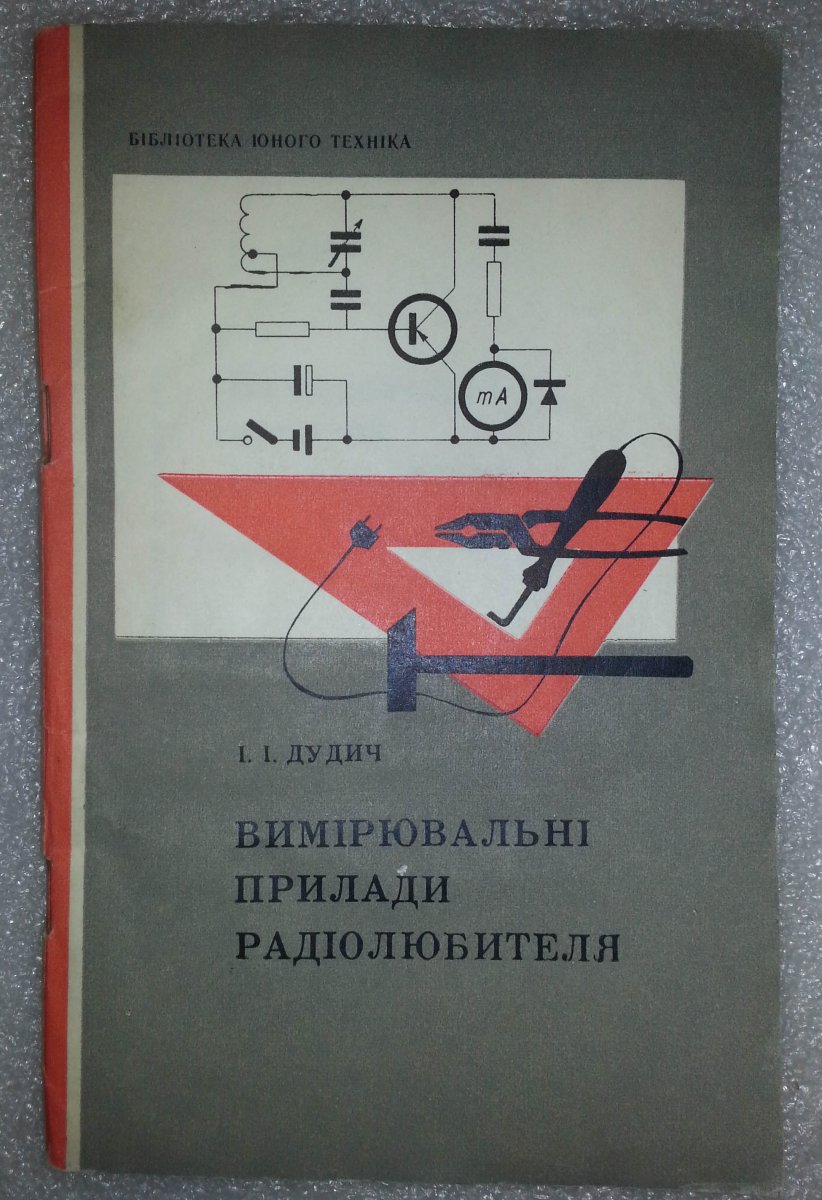 БІБЛІОТЕКА ЮНОГО ТЕХНІКА
mA
І. І. ДУДИЧ
ВИМІРЮВАЛЬНІ
ПРИЛАДИ
РАДІОЛЮБИТЕЛЯ